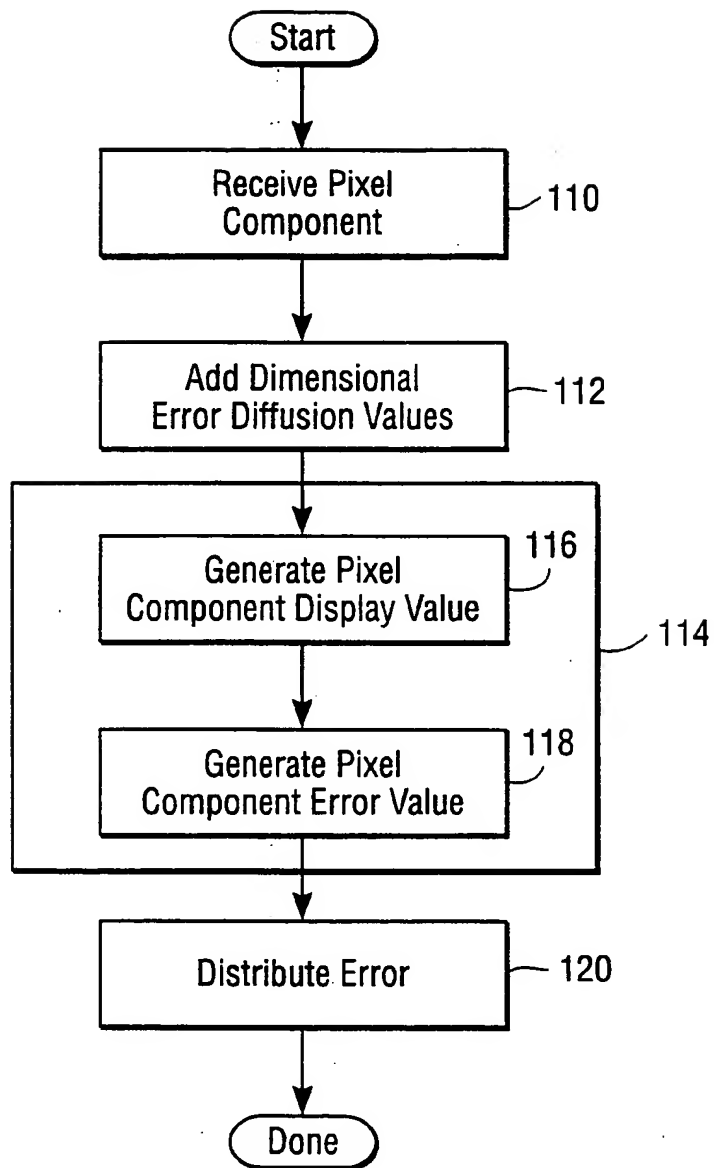 Start
Receive Pixel
Component
110
Add Dimensional
Error Diffusion Values
112
Generate Pixel
Component Display Value
116
114
Generate Pixel
Component Error Value
118
Distribute Error
120
Done